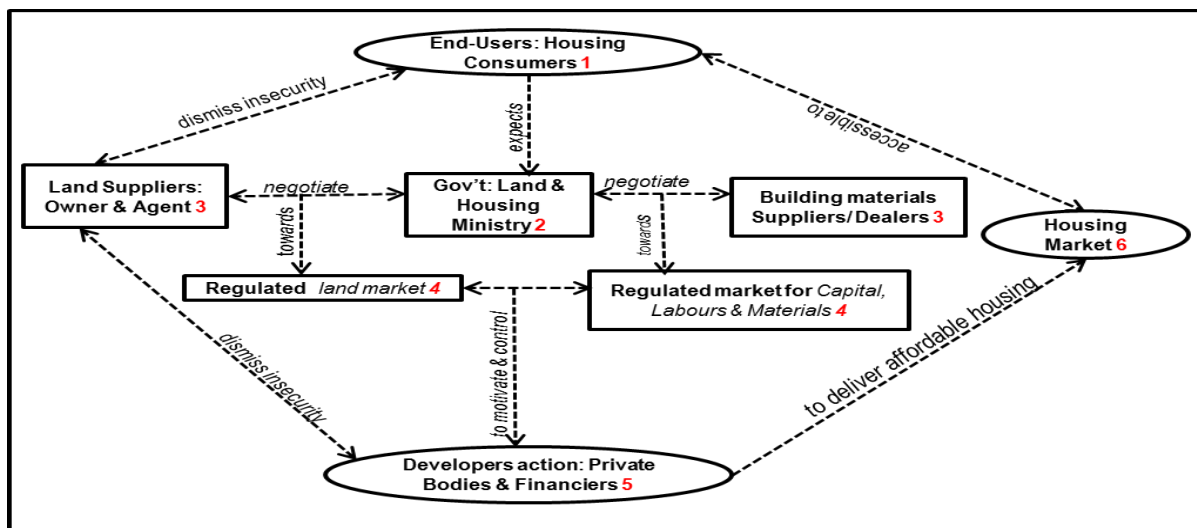 End-Users: Housing
Consumers 1
dismiss insecurity
expects
accessible to
Land Suppliers:
Owner & Agent 3
negotiate
Gov't: Land &
Housing
Ministry 2
negotiate
Building materials
Suppliers/ Dealers 3
Housing
Market 6
towards
towards
Regulated land market 4
Regulated market for Capital,
Labours & Materials 4
dismiss insecurity
to motivate & control
to deliver affordable housing
Developers action: Private
Bodies & Financiers 5